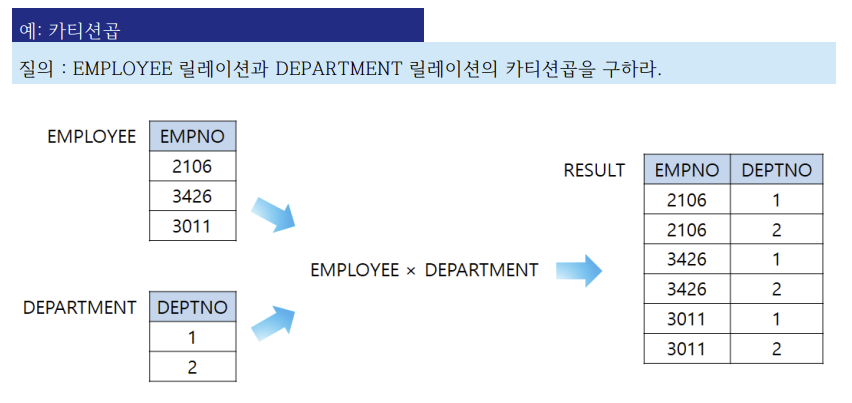 예: 카티션곱
질의 : EMPLOYEE 릴레이션과 DEPARTMENT 릴레이션의 카티션곱을 구하라.
EMPLOYEE
EMPNO
2106
3426
3011
DEPARTMENT
DEPTNO
1
2
EMPLOYEE × DEPARTMENT
RESULT
EMPNO DEPTNO
2106 1
2106 2
3426 1
3426 2
3011 1
3011 2